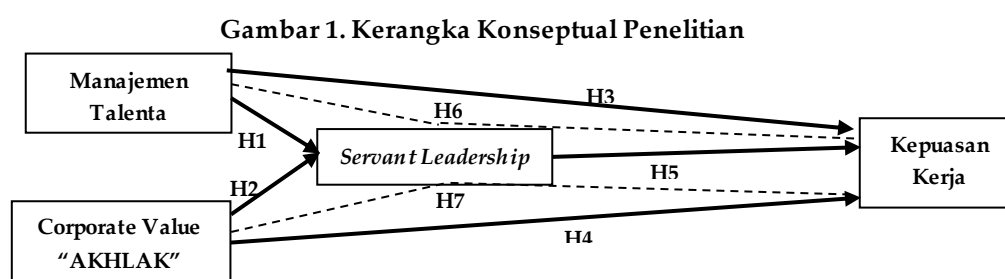 Gambar 1. Kerangka Konseptual Penelitian
Manajemen
Talenta
H3
H6
H1
Servant Leadership
Kepuasan
Kerja
H5
H2
H7
Corporate Value
“AKHLAK”
H4